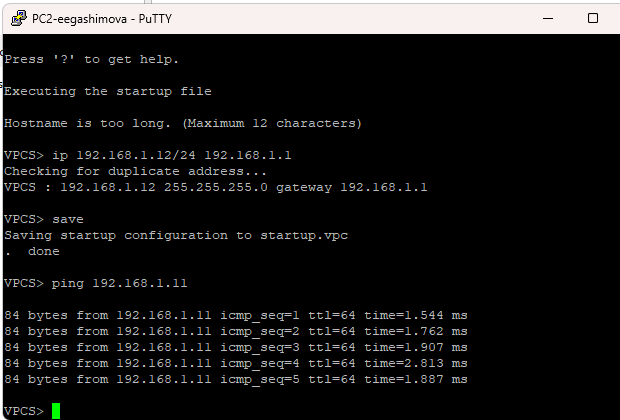 PC2-eegashimova - PuTTY
Press '?' to get help.
Executing the startup file
Hostname is too long. (Maximum 12 characters)
VPCS> ip 192.168.1.12/24 192.168.1.1
Checking for duplicate address...
VPCS : 192.168.1.12 255.255.255.0 gateway 192.168.1.1
VPCS> save
Saving startup configuration to startup.vpc
.  done
VPCS> ping 192.168.1.11
84 bytes from 192.168.1.11 icmp_seq=1 ttl=64 time=1.544 ms
84 bytes from 192.168.1.11 icmp_seq=2 ttl=64 time=1.762 ms
84 bytes from 192.168.1.11 icmp_seq=3 ttl=64 time=1.907 ms
84 bytes from 192.168.1.11 icmp_seq=4 ttl=64 time=2.813 ms
84 bytes from 192.168.1.11 icmp_seq=5 ttl=64 time=1.887 ms
VPCS>